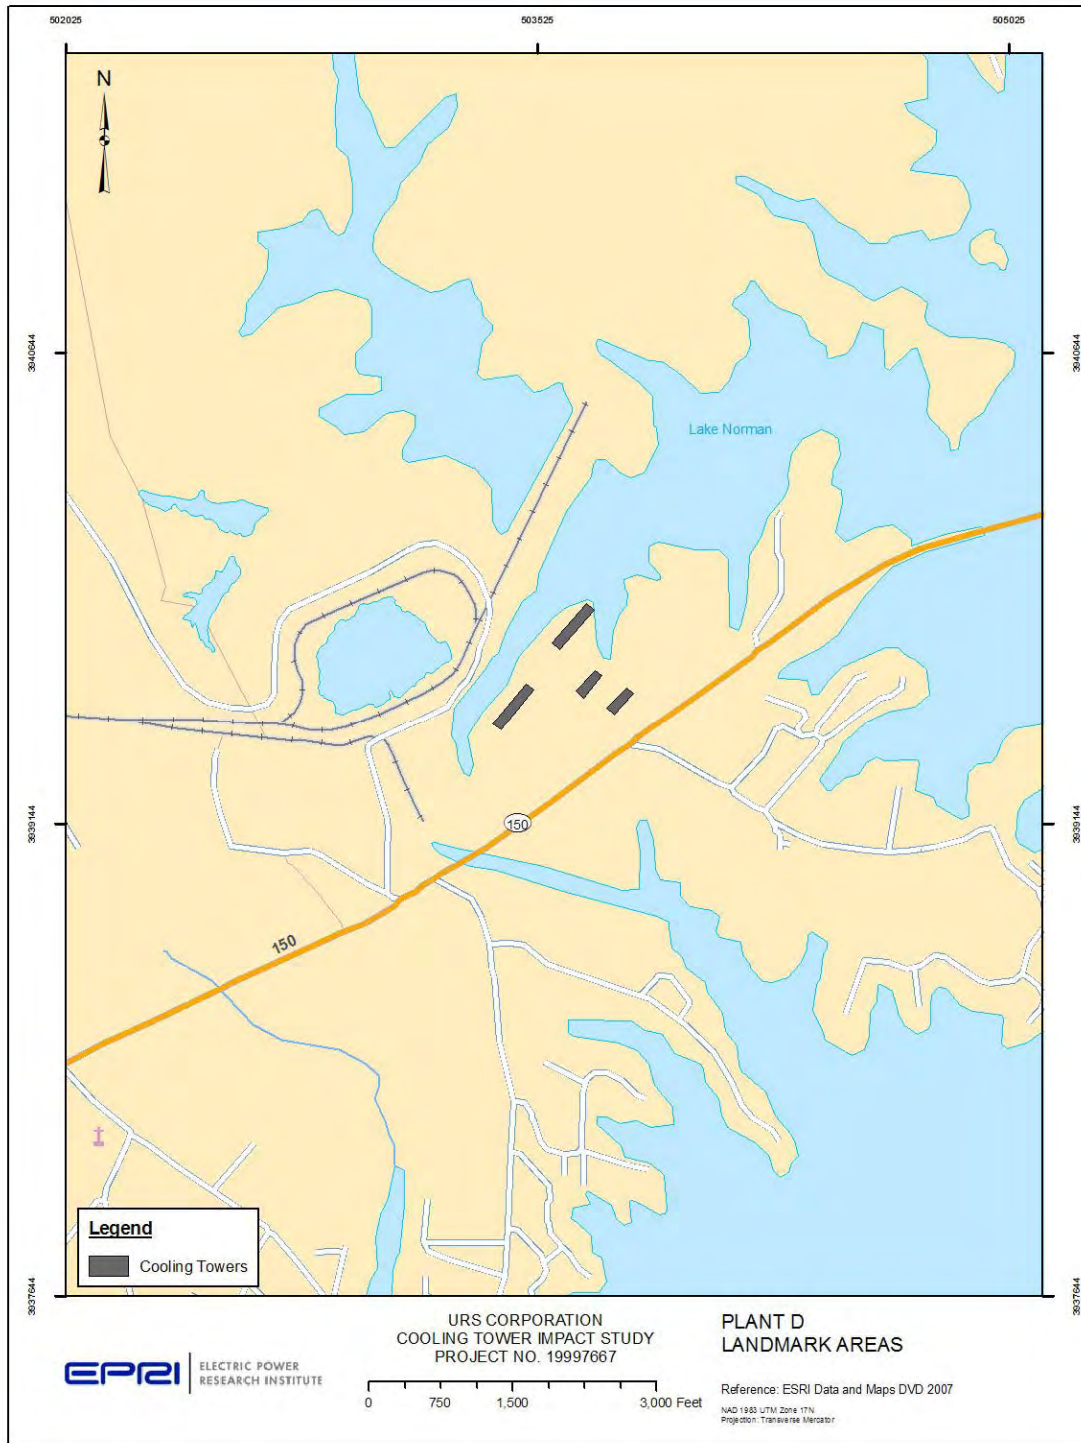 502025
503525
505025
N
3940644
3940644
Lake Norman
3939144
3939144
150
150
Legend
Cooling Towers
3937644
3937644
URS CORPORATION
COOLING TOWER IMPACT STUDY
PROJECT NO. 19997667
PLANT D
LANDMARK AREAS
EPRI
ELECTRIC POWER
RESEARCH INSTITUTE
0 750 1,500 3,000 Feet
Reference: ESRI Data and Maps DVD 2007
NAD 1983 UTM Zone 17N
Projection: Transverse Mercator